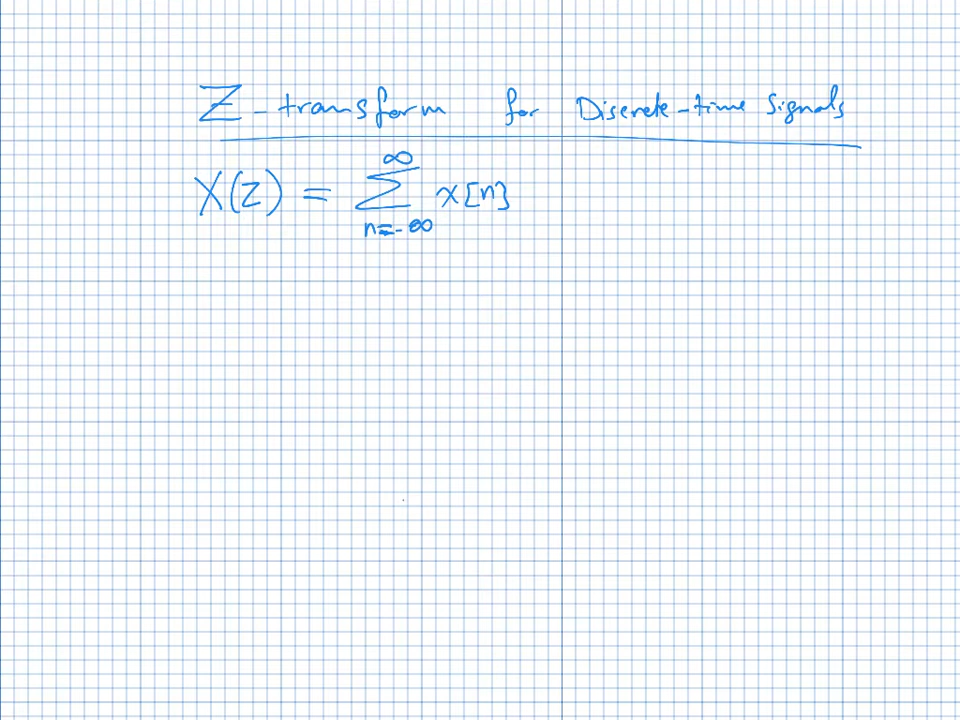 Z-transform for Discrete-time Signals
X(Z) = ∞∑n=-∞ x[n]